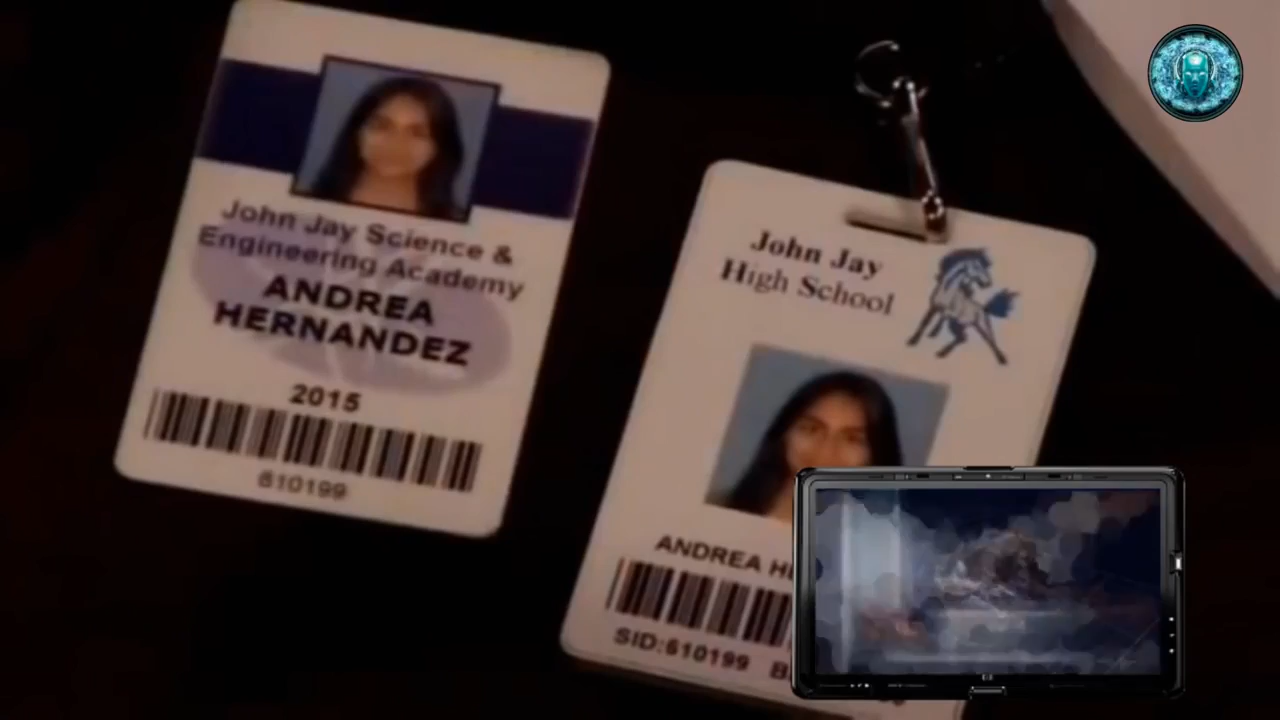 John Jay Science &
Engineering Academy
ANDREA
HERNANDEZ
2015
610199
John Jay
High School
ANDREA
SID:610199